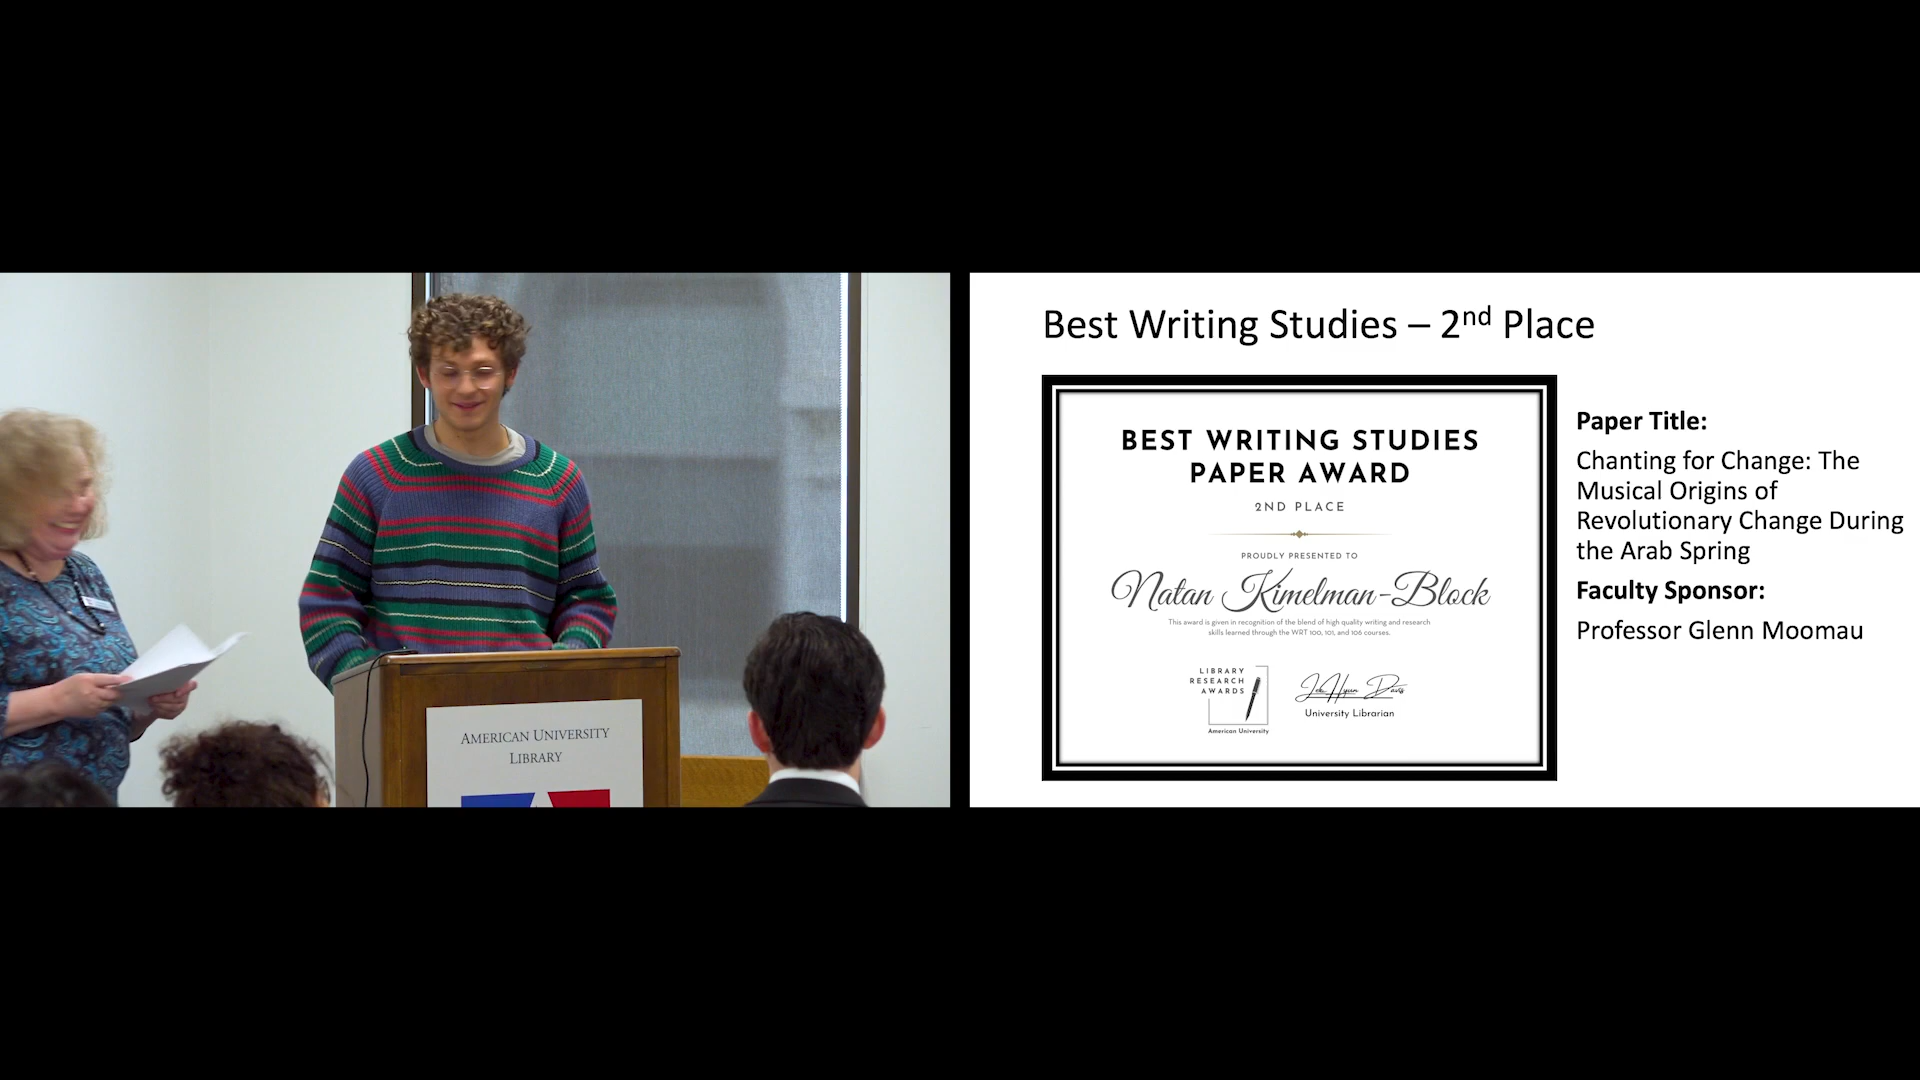 AMERICAN UNIVERSITY
LIBRARY
Best Writing Studies – 2nd Place
BEST WRITING STUDIES
PAPER AWARD
2ND PLACE
PROUDLY PRESENTED TO
Natan Kimelman-Block
This award is given in recognition of the blend of high quality writing and research
skills learned through the WRT 100, 101, and 106 courses.
LIBRARY
RESEARCH
AWARDS
American University
University Librarian
Paper Title:
Chanting for Change: The
Musical Origins of
Revolutionary Change During
the Arab Spring
Faculty Sponsor:
Professor Glenn Moomau